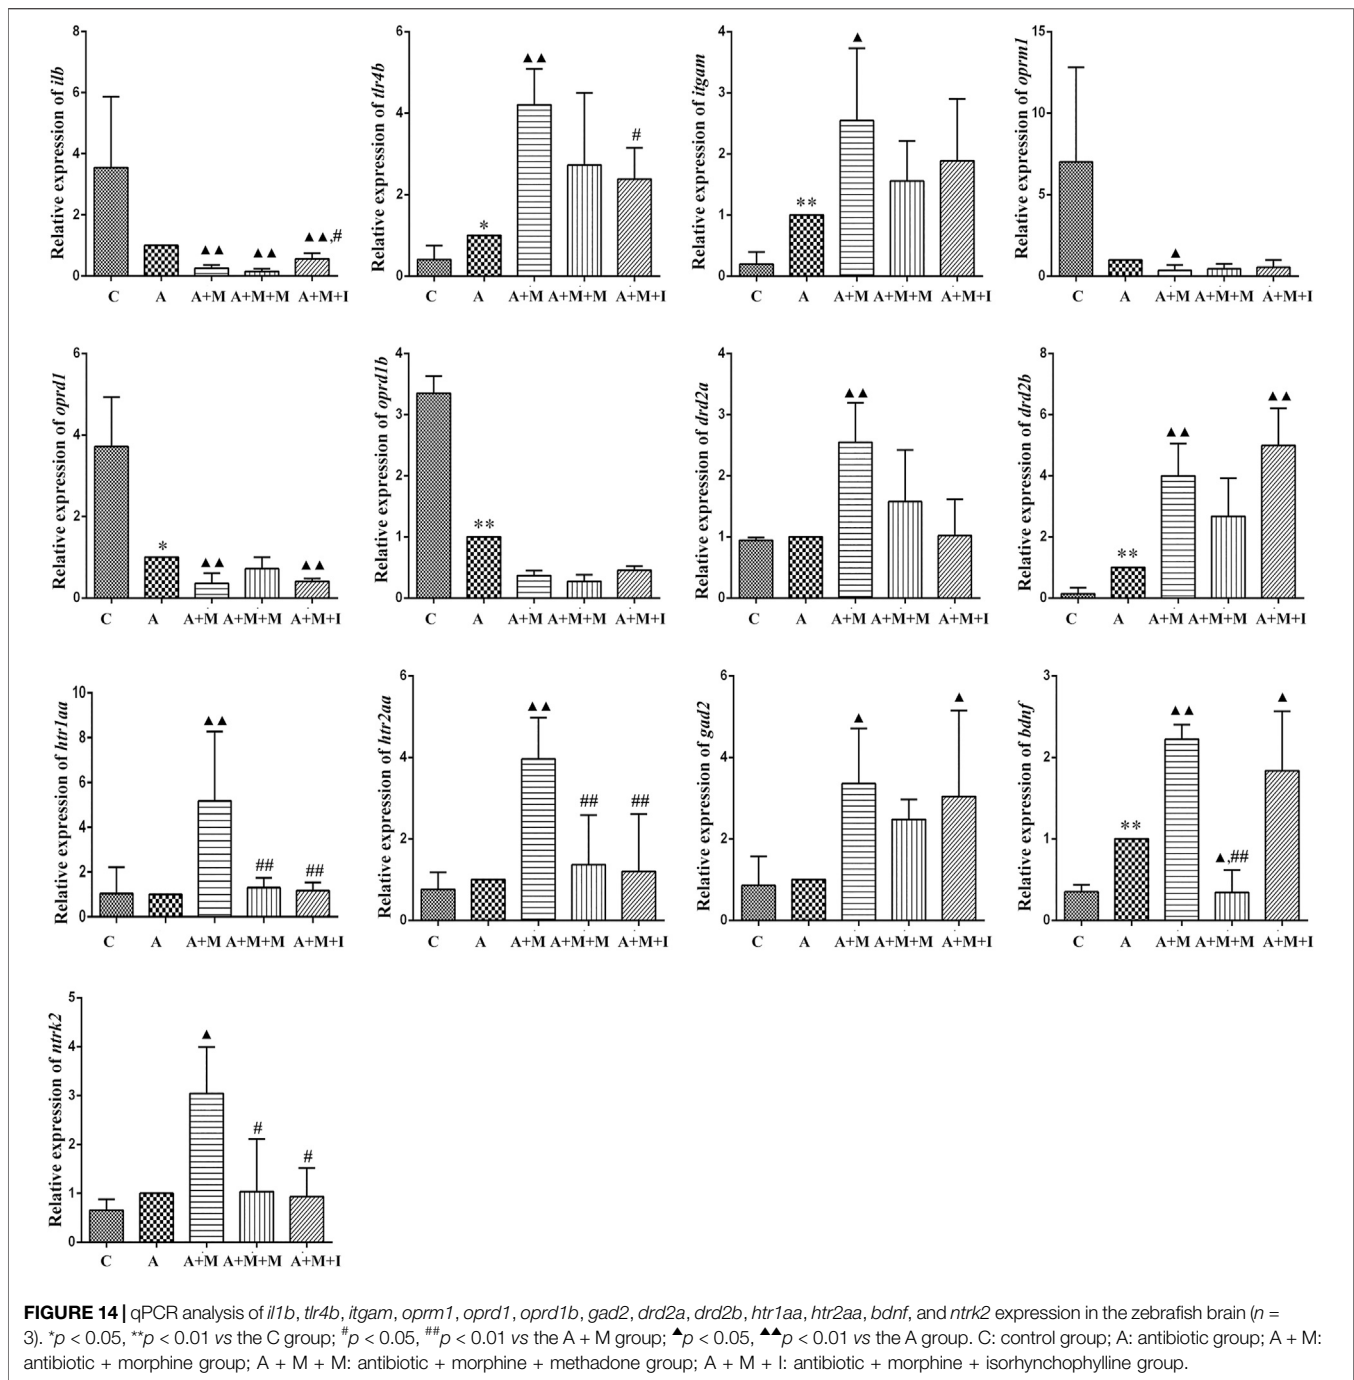 Relative expression of ilb
8
6
4
2
0
▲▲ ▲▲ ▲▲,#
C A A+M A+M+M A+M+I
Relative expression of tlr4b
6
4
2
0
* ▲▲ #
C A A+M A+M+M A+M+I
Relative expression of itgam
4
3
2
1
0
** ▲
C A A+M A+M+M A+M+I
Relative expression of oprm1
15
10
5
0
▲
C A A+M A+M+M A+M+I
Relative expression of oprd1
6
4
2
0
* ▲▲ ▲▲
C A A+M A+M+M A+M+I
Relative expression of oprd1b
4
3
2
1
0
**
C A A+M A+M+M A+M+I
Relative expression of drd2a
4
3
2
1
0
▲▲
C A A+M A+M+M A+M+I
Relative expression of drd2b
8
6
4
2
0
** ▲▲ ▲▲
C A A+M A+M+M A+M+I
Relative expression of htr1aa
10
8
6
4
2
0
▲▲ ## ##
C A A+M A+M+M A+M+I
Relative expression of htr2aa
6
4
2
0
▲▲ ## ##
C A A+M A+M+M A+M+I
Relative expression of gad2
6
4
2
0
▲ ▲
C A A+M A+M+M A+M+I
Relative expression of bdnf
3
2
1
0
** ▲▲ ▲,## ▲
C A A+M A+M+M A+M+I
Relative expression of ntrk2
5
4
3
2
1
0
▲ # #
C A A+M A+M+M A+M+I
FIGURE 14 | qPCR analysis of il1b, tlr4b, itgam, oprm1, oprd1, oprd1b, gad2, drd2a, drd2b, htr1aa, htr2aa, bdnf, and ntrk2 expression in the zebrafish brain (n =
3). *p < 0.05, **p < 0.01 vs the C group; #p < 0.05, ##p < 0.01 vs the A + M group; ▲p < 0.05, ▲▲p < 0.01 vs the A group. C: control group; A: antibiotic group; A + M:
antibiotic + morphine group; A + M + M: antibiotic + morphine + methadone group; A + M + I: antibiotic + morphine + isorhynchophylline group.